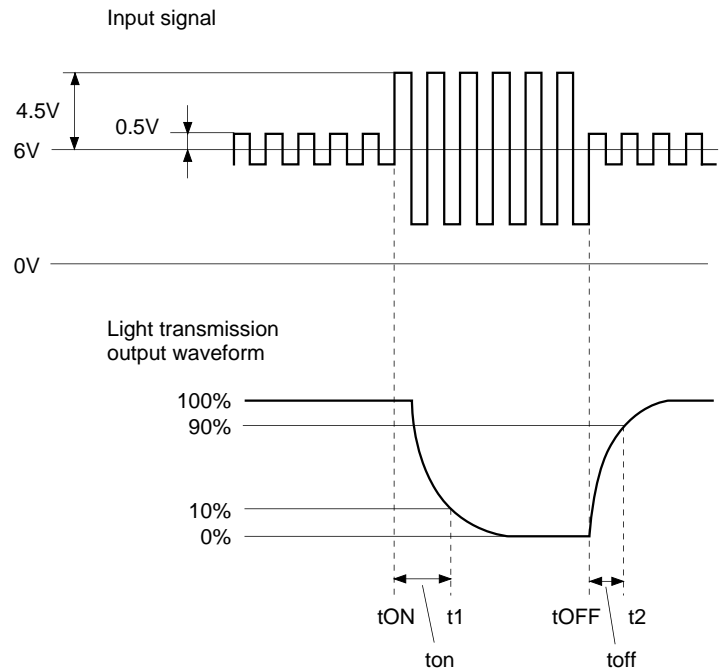 Input signal
4.5V
0.5V
6V
0V
Light transmission
output waveform
100%
90%
10%
0%
tON t1 tOFF t2
ton toff